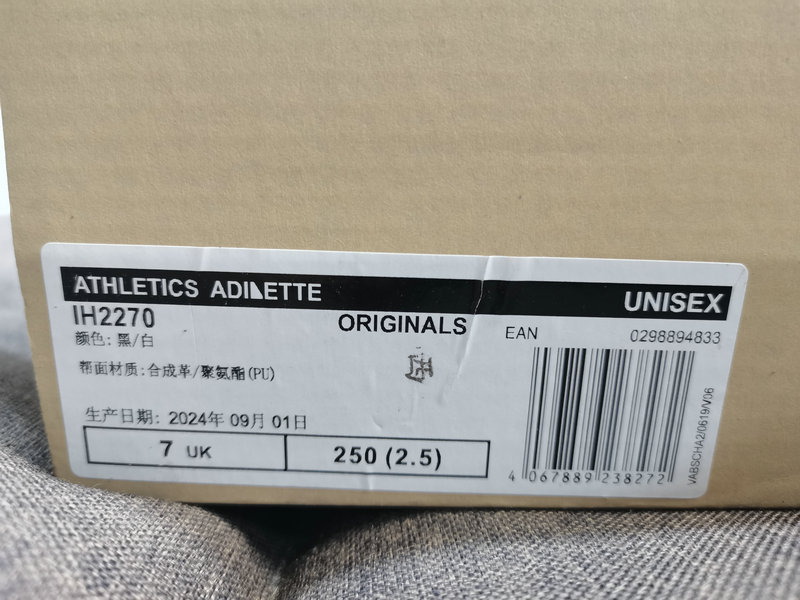 ATHLETICS ADILETTE
UNISEX
IH2270
ORIGINALS
EAN
0298894833
颜色: 黑/白
帮面材质: 合成革/聚氨酯(PU)
生产日期: 2024年 09月 01日
7 UK
250 (2.5)
4 067889 238272
VABSCHA2/0619/V06